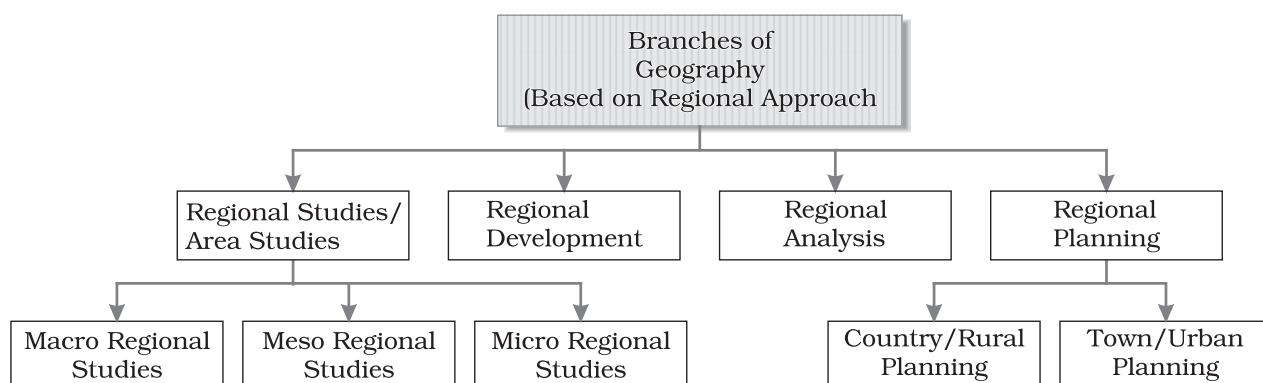 Branches of
Geography
(Based on Regional Approach
Regional Studies/
Area Studies
Regional
Development
Regional
Analysis
Regional
Planning
Macro Regional
Studies
Meso Regional
Studies
Micro Regional
Studies
Country/Rural
Planning
Town/Urban
Planning